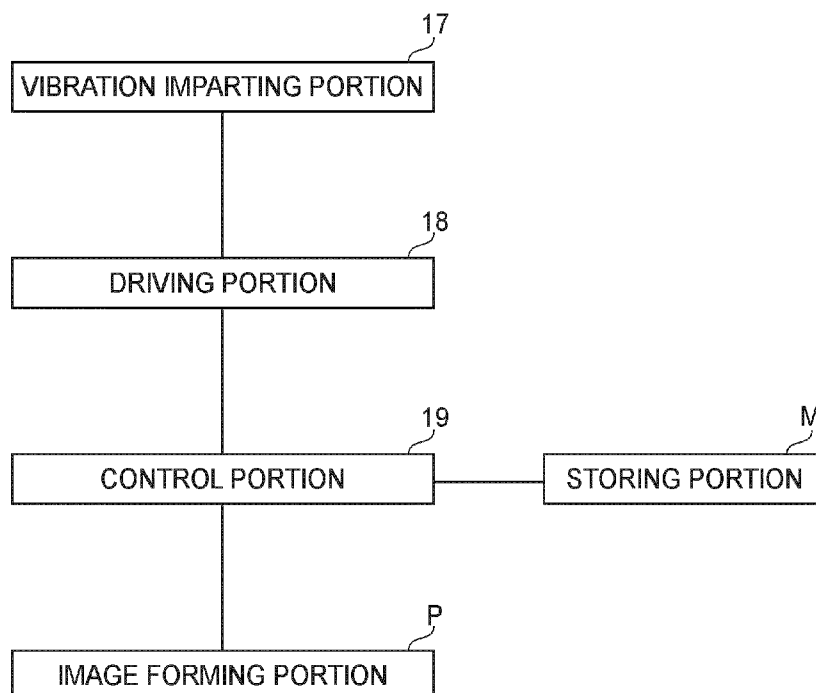 17
VIBRATION IMPARTING PORTION
18
DRIVING PORTION
19
CONTROL PORTION
M
STORING PORTION
P
IMAGE FORMING PORTION